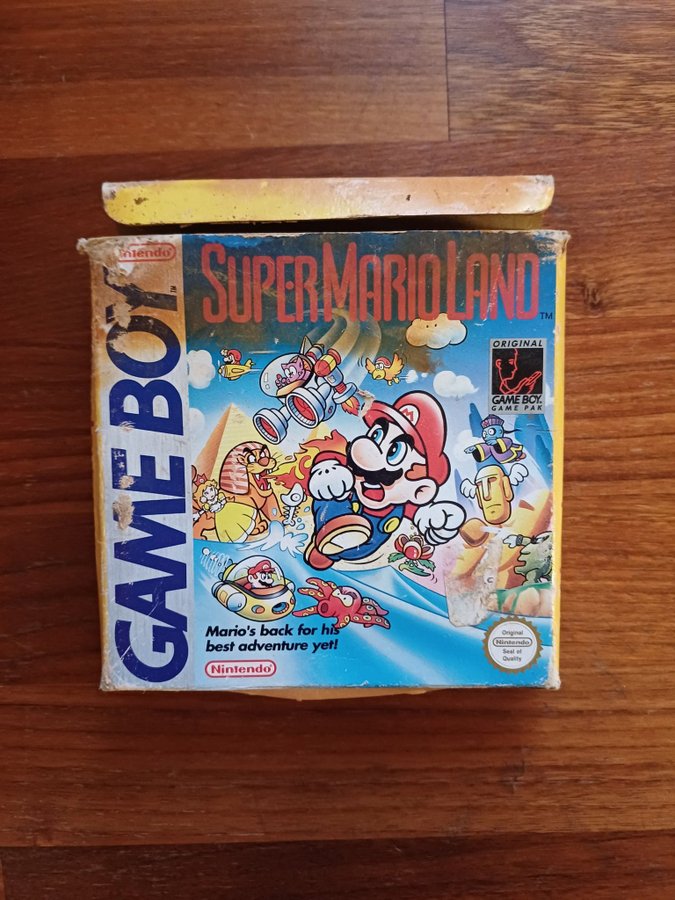 Nintendo
GAME BOY
TM
SUPER MARIO LAND
TM
ORIGINAL
GAME BOY
GAME PAK
M
Mario's back for his
best adventure yet!
Nintendo
Original
Nintendo
Seal of
Quality